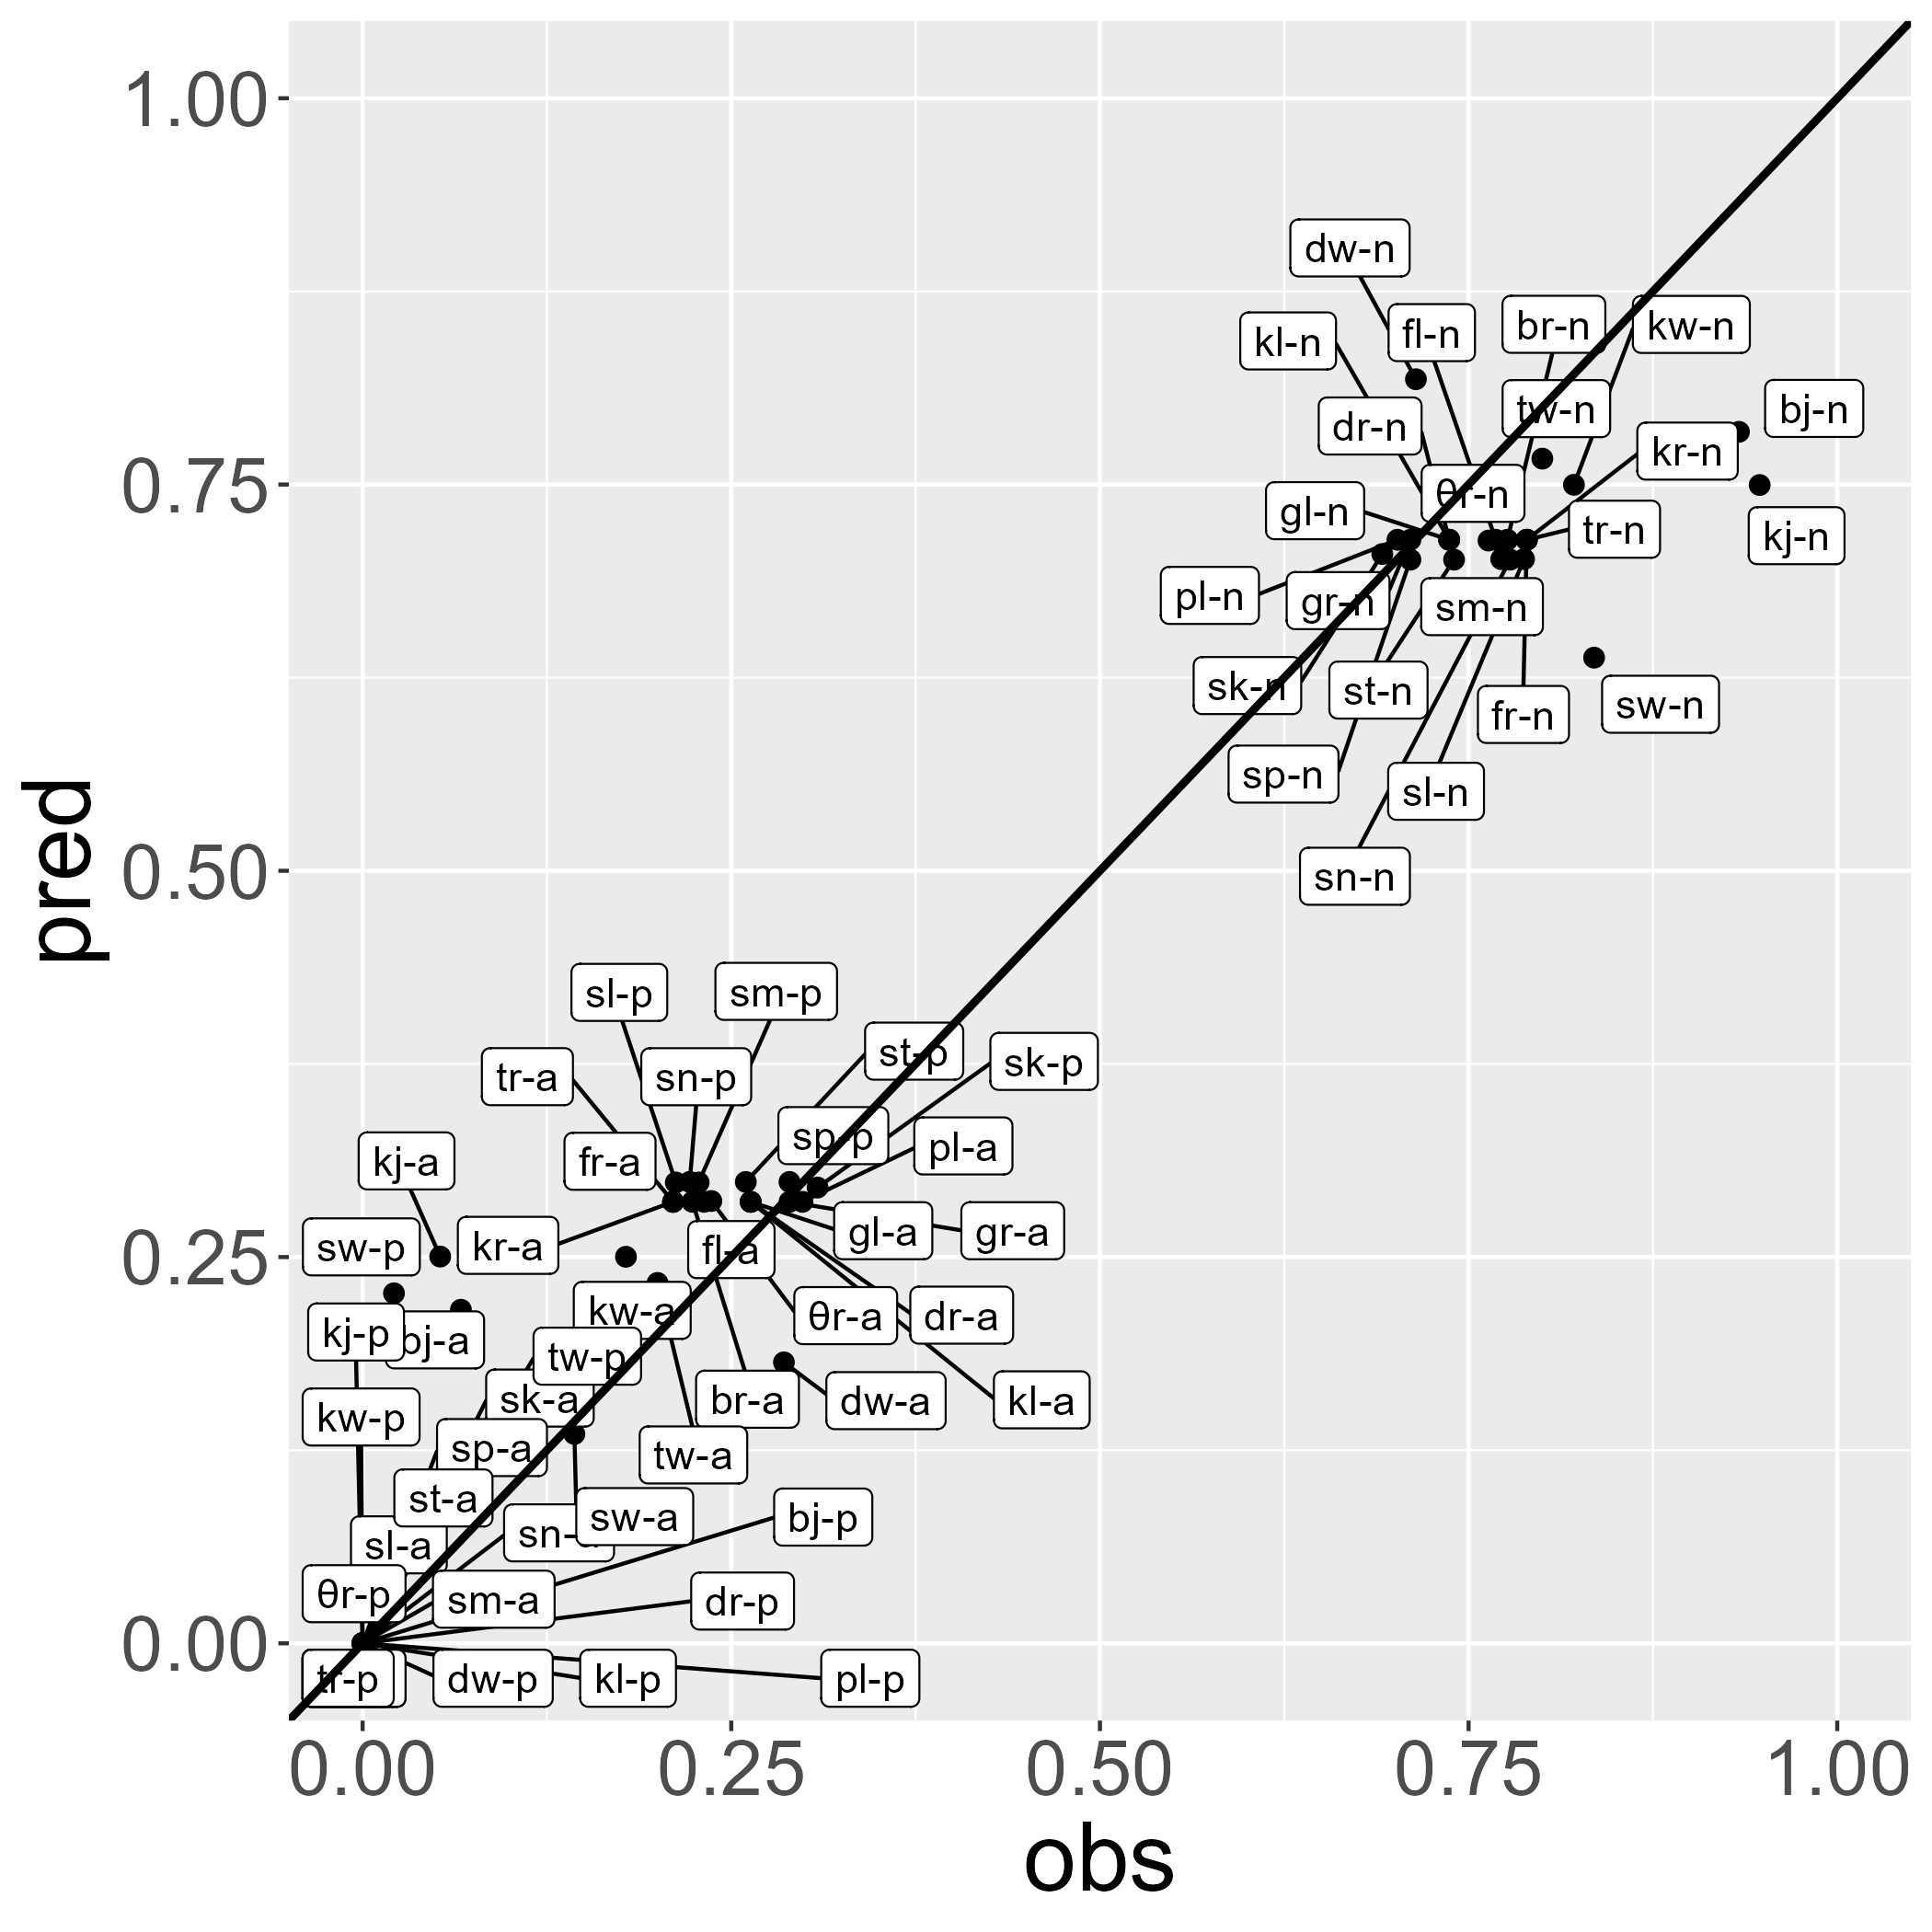 1.00
0.75
0.50
0.25
0.00
pred
dw-n
fl-n
br-n
kw-n
kl-n
tw-n
bj-n
dr-n
kr-n
θr-n
gl-n
tr-n
kj-n
pl-n
gr-n
sm-n
sk-n
st-n
sw-n
fr-n
sp-n
sl-n
sn-n
sl-p
sm-p
st-p
sk-p
tr-a
sn-p
sp-p
pl-a
kj-a
fr-a
sw-p
kr-a
fl-a
gl-a
gr-a
kj-p
bj-a
kw-a
θr-a
dr-a
tw-p
kw-p
sk-a
br-a
dw-a
kl-a
sp-a
tw-a
st-a
sn-
sw-a
bj-p
sl-a
θr-p
sm-a
dr-p
tr-p
dw-p
kl-p
pl-p
0.00
0.25
0.50
0.75
1.00
obs